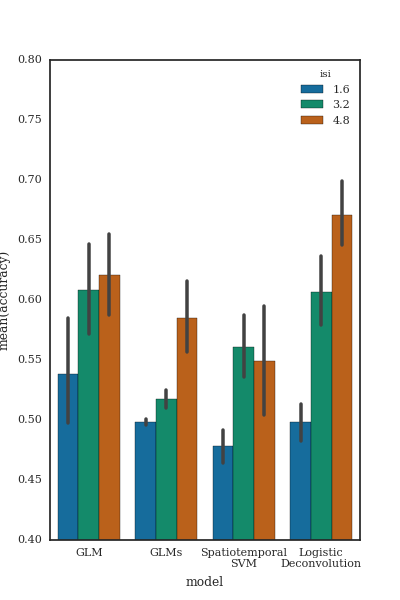 0.80
0.75
0.70
0.65
0.60
0.55
0.50
0.45
0.40
mean(accuracy)
isi
1.6
3.2
4.8
GLM
GLMs
Spatiotemporal
SVM
Logistic
Deconvolution
model